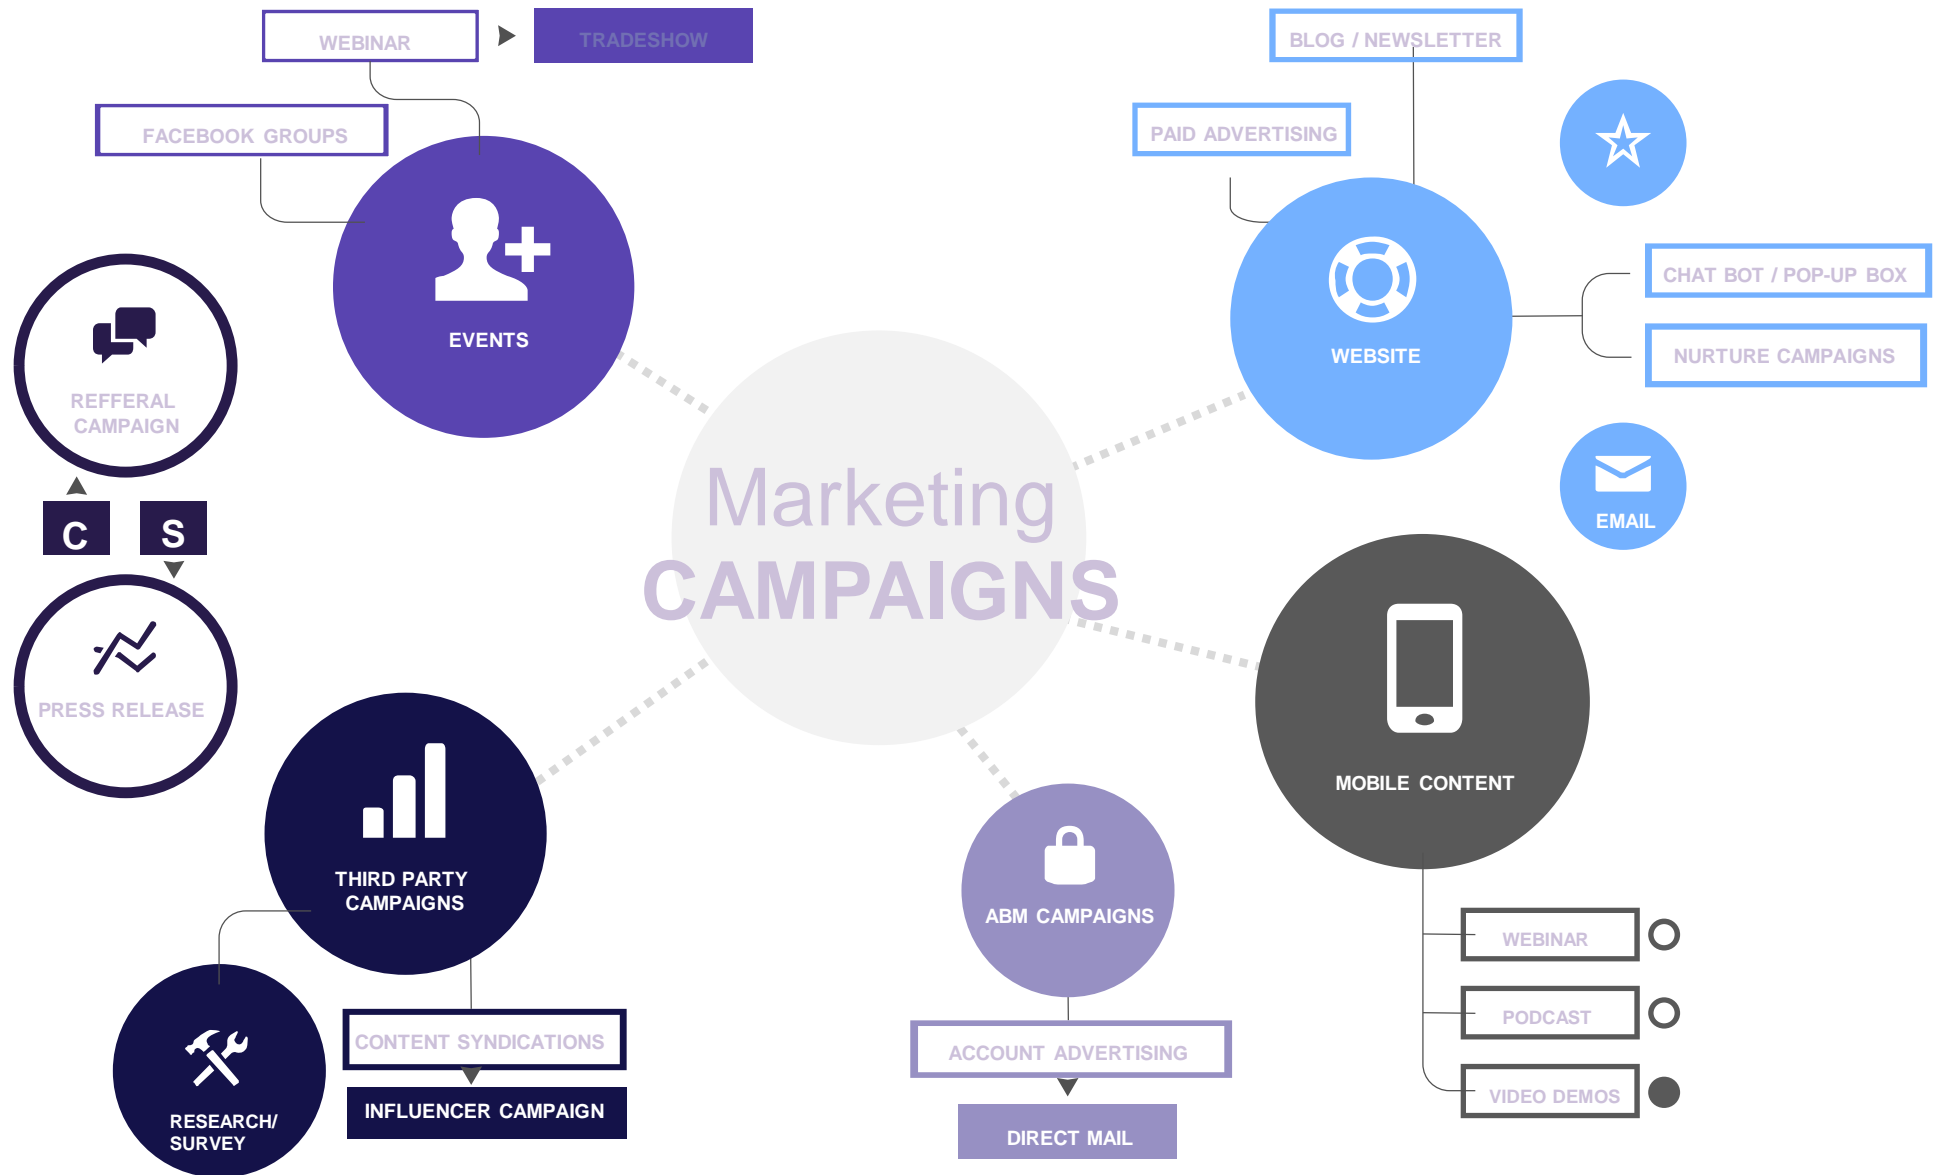 WEBINAR
TRADESHOW
FACEBOOK GROUPS
EVENTS
BLOG / NEWSLETTER
PAID ADVERTISING
WEBSITE
CHAT BOT / POP-UP BOX
NURTURE CAMPAIGNS
EMAIL
REFFERAL
CAMPAIGN
C
S
PRESS RELEASE
Marketing
CAMPAIGNS
THIRD PARTY
CAMPAIGNS
RESEARCH/
SURVEY
CONTENT SYNDICATIONS
INFLUENCER CAMPAIGN
ABM CAMPAIGNS
ACCOUNT ADVERTISING
DIRECT MAIL
MOBILE CONTENT
WEBINAR
PODCAST
VIDEO DEMOS